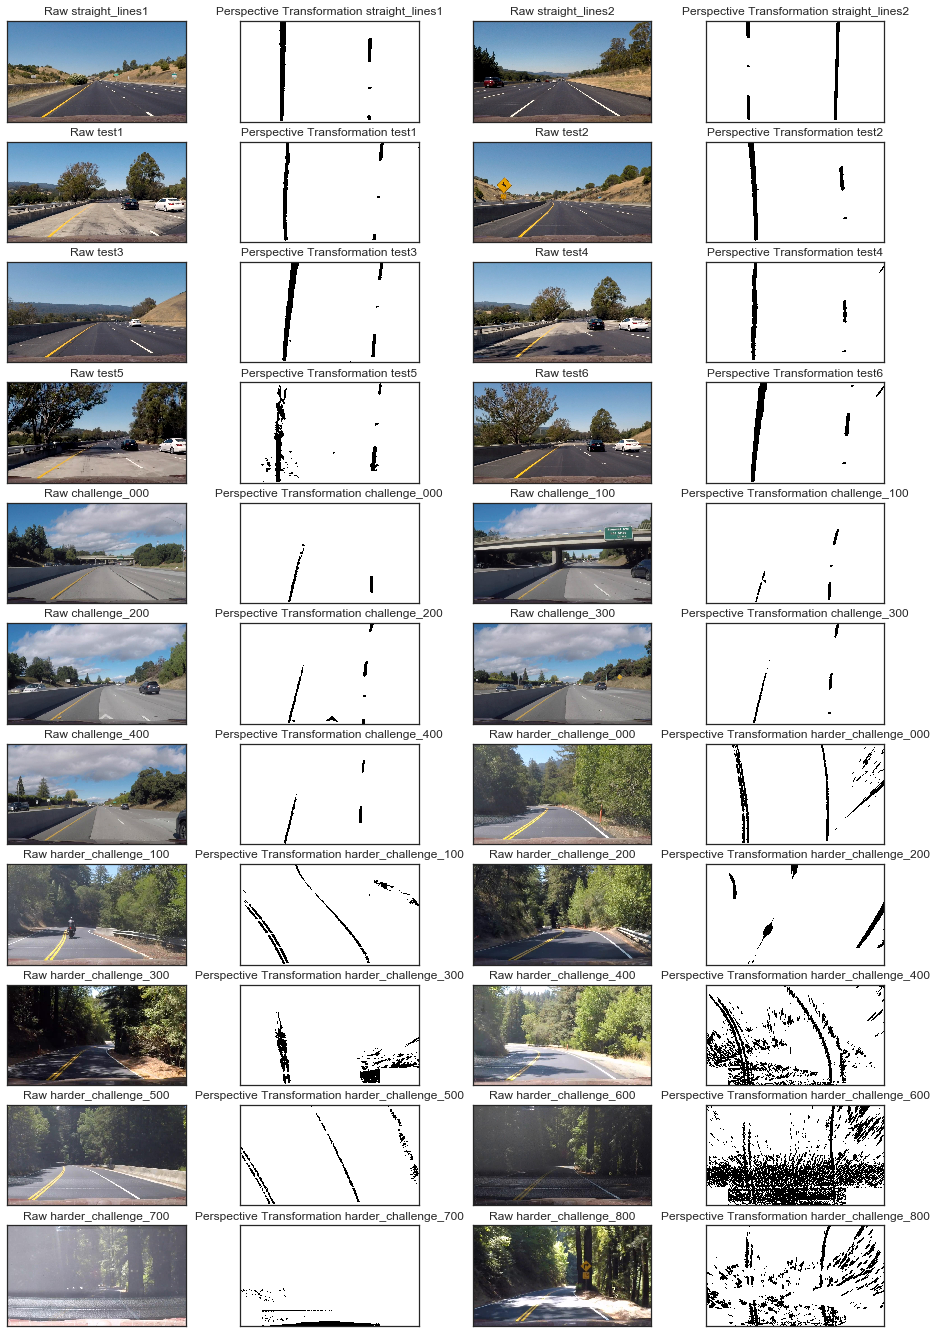 Raw straight_lines1
Perspective Transformation straight_lines1
Raw straight_lines2
Perspective Transformation straight_lines2
Raw test1
Perspective Transformation test1
Raw test2
Perspective Transformation test2
Raw test3
Perspective Transformation test3
Raw test4
Perspective Transformation test4
Raw test5
Perspective Transformation test5
Raw test6
Perspective Transformation test6
Raw challenge_000
Perspective Transformation challenge_000
Raw challenge_100
Perspective Transformation challenge_100
Raw challenge_200
Perspective Transformation challenge_200
Raw challenge_300
Perspective Transformation challenge_300
Raw challenge_400
Perspective Transformation challenge_400
Raw harder_challenge_000
Perspective Transformation harder_challenge_000
Raw harder_challenge_100
Perspective Transformation harder_challenge_100
Raw harder_challenge_200
Perspective Transformation harder_challenge_200
Raw harder_challenge_300
Perspective Transformation harder_challenge_300
Raw harder_challenge_400
Perspective Transformation harder_challenge_400
Raw harder_challenge_500
Perspective Transformation harder_challenge_500
Raw harder_challenge_600
Perspective Transformation harder_challenge_600
Raw harder_challenge_700
Perspective Transformation harder_challenge_700
Raw harder_challenge_800
Perspective Transformation harder_challenge_800